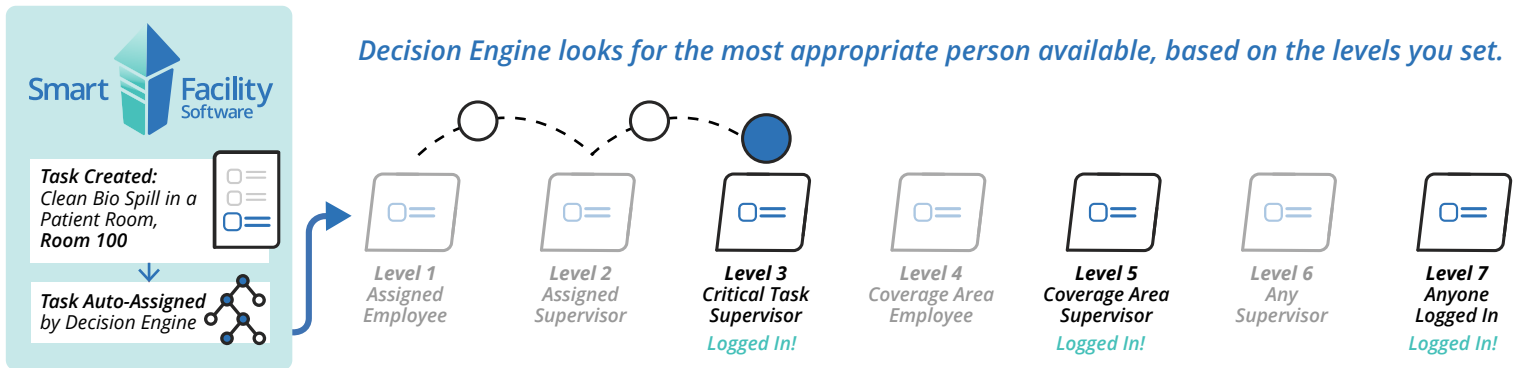 Smart Facility
Software
Task Created:
Clean Bio Spill in a
Patient Room,
Room 100
Task Auto-Assigned
by Decision Engine
Decision Engine looks for the most appropriate person available, based on the levels you set.
Level 1
Assigned
Employee
Level 2
Assigned
Supervisor
Level 3
Critical Task
Supervisor
Logged In!
Level 4
Coverage Area
Employee
Level 5
Coverage Area
Supervisor
Logged In!
Level 6
Any
Supervisor
Level 7
Anyone
Logged In
Logged In!